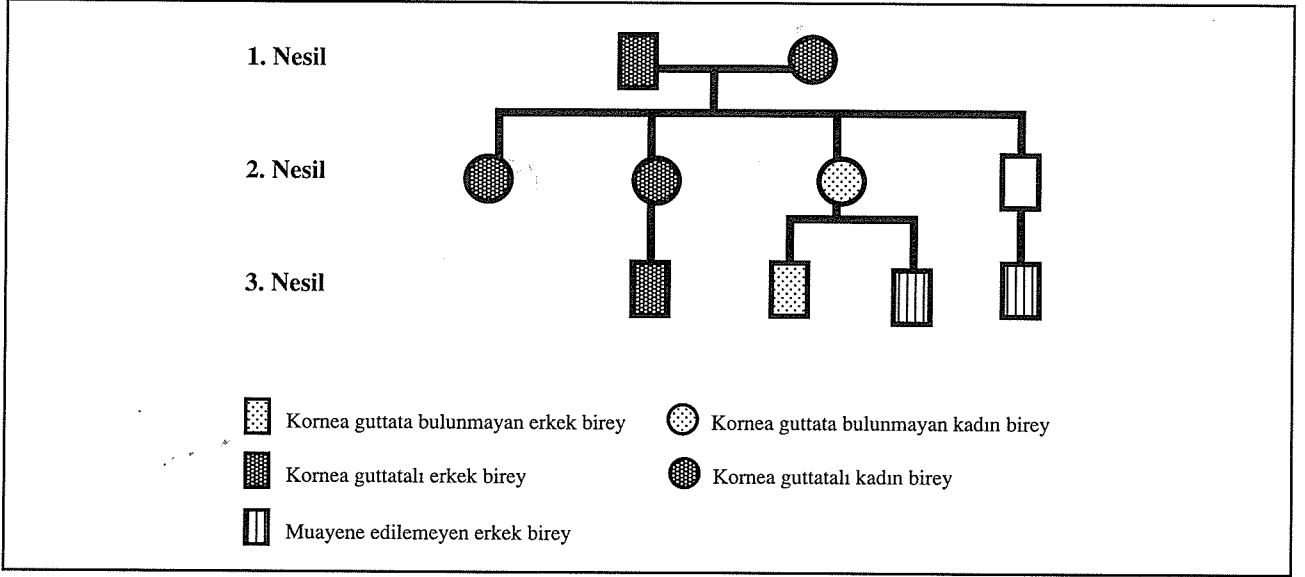 1. Nesil
2. Nesil
3. Nesil
Kornea guttata bulunmayan erkek birey
Kornea guttata bulunmayan kadın birey
Kornea guttatalı erkek birey
Kornea guttatalı kadın birey
Muayene edilemeyen erkek birey